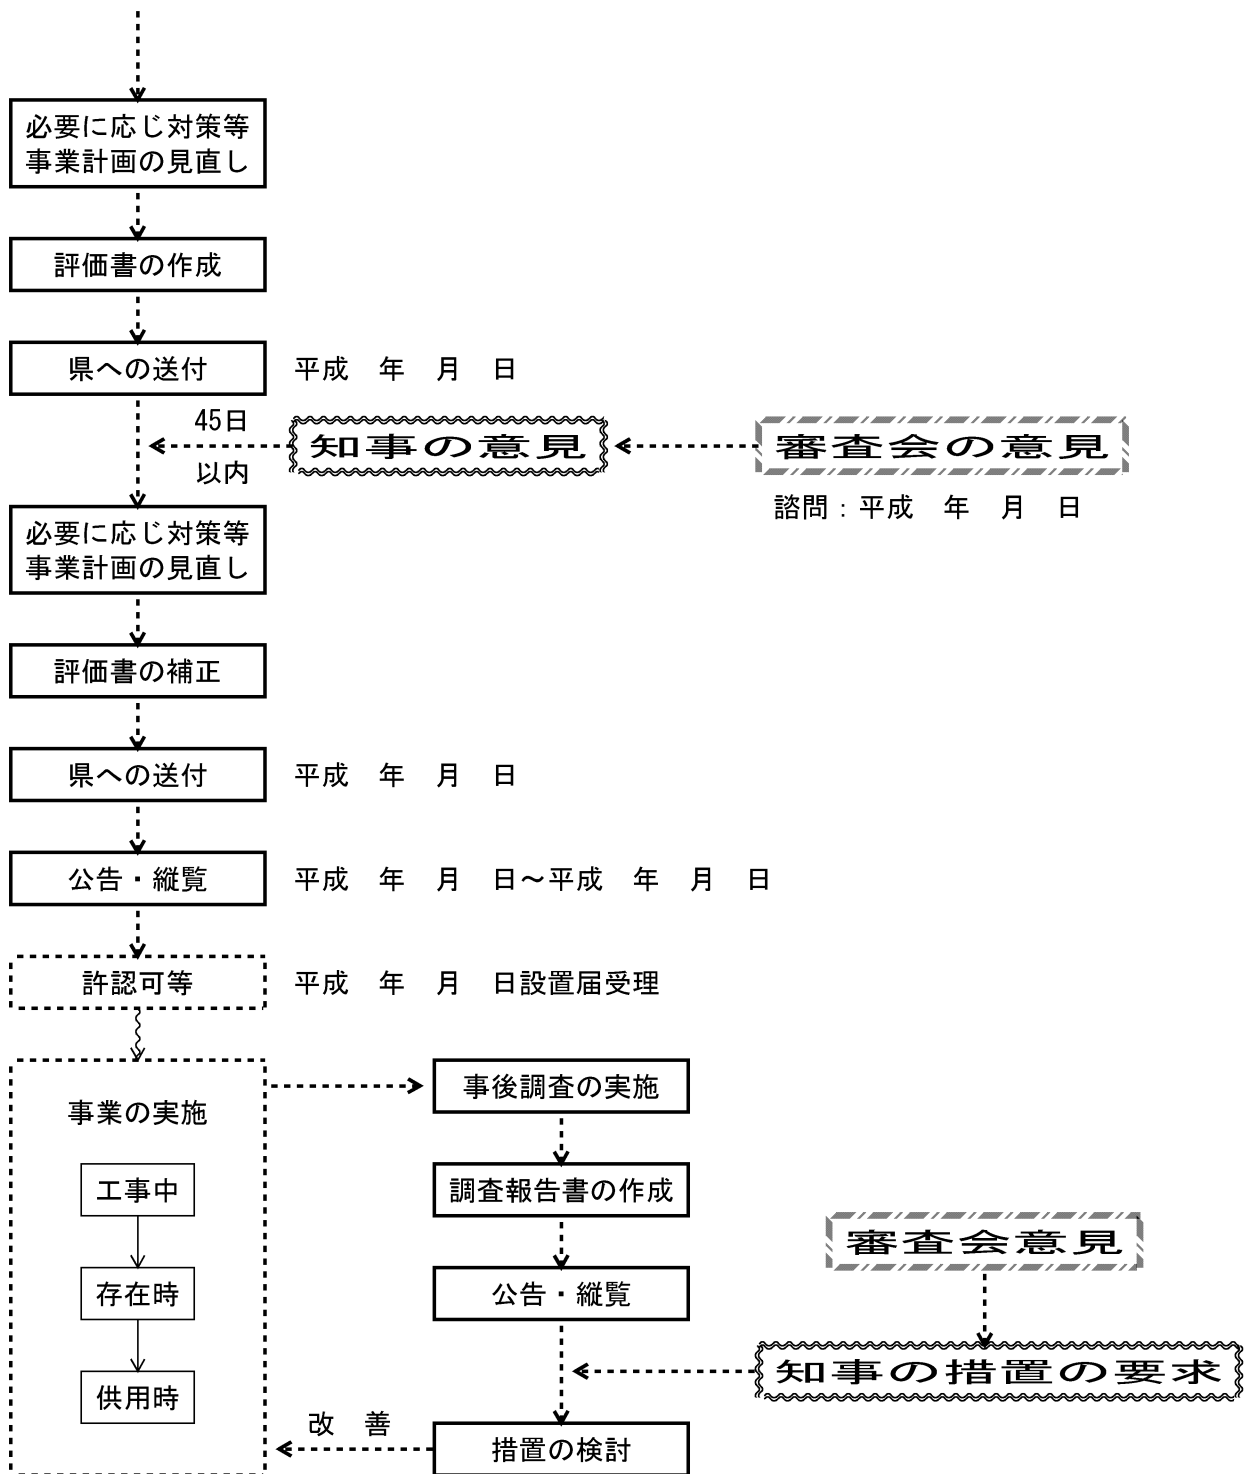 必要に応じ対策等
事業計画の見直し
評価書の作成
県への送付　平成　年　月　日
45日
以内
知事の意見
審査会の意見
諮問：平成　年　月　日
必要に応じ対策等
事業計画の見直し
評価書の補正
県への送付　平成　年　月　日
公告・縦覧　平成　年　月　日～平成　年　月　日
許認可等　平成　年　月　日設置届受理
事業の実施
工事中
存在時
供用時
事後調査の実施
調査報告書の作成
公告・縦覧
審査会意見
知事の措置の要求
改　善
措置の検討